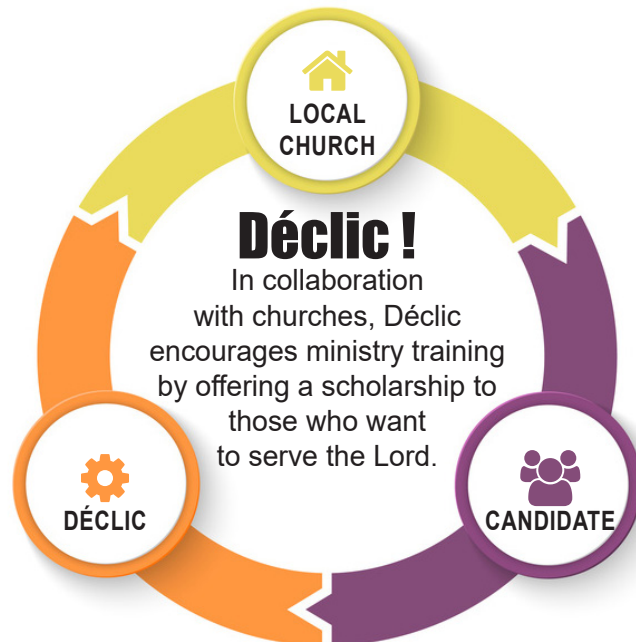 LOCAL
CHURCH
Déclic !
In collaboration
with churches, Déclic
encourages ministry training
by offering a scholarship to
those who want
to serve the Lord.
DÉCLIC
CANDIDATE